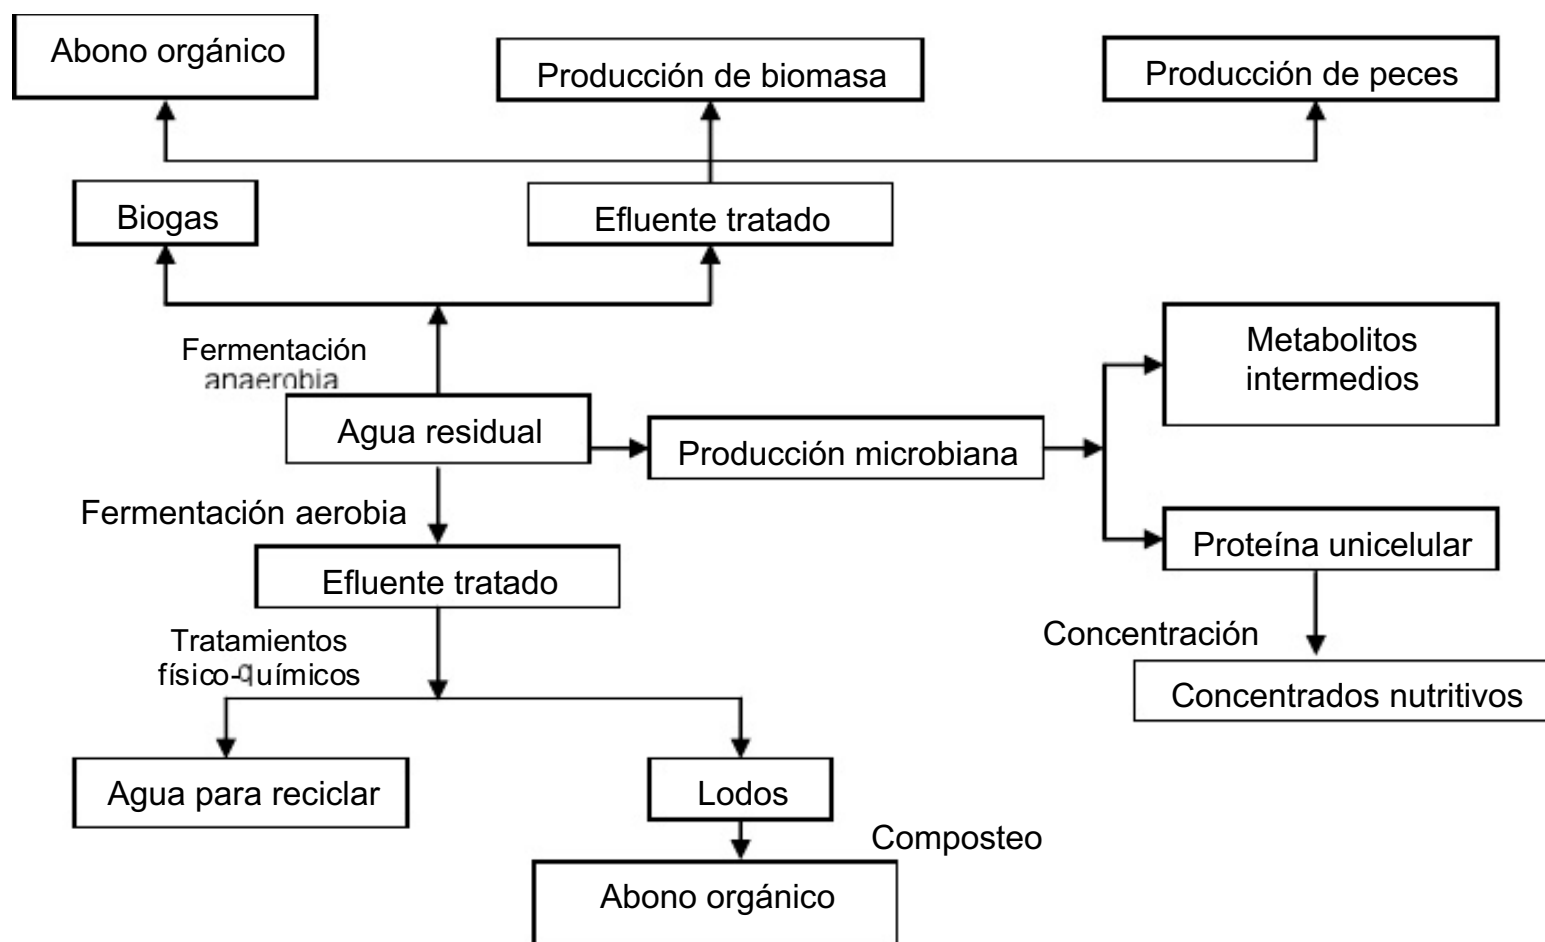 Abono orgánico
Producción de biomasa
Producción de peces
Biogas
Efluente tratado
Fermentación
anaerobia
Metabolitos
intermedios
Agua residual
Producción microbiana
Fermentación aerobia
Proteína unicelular
Efluente tratado
Tratamientos
físico-químicos
Concentración
Concentrados nutritivos
Agua para reciclar
Lodos
Composteo
Abono orgánico